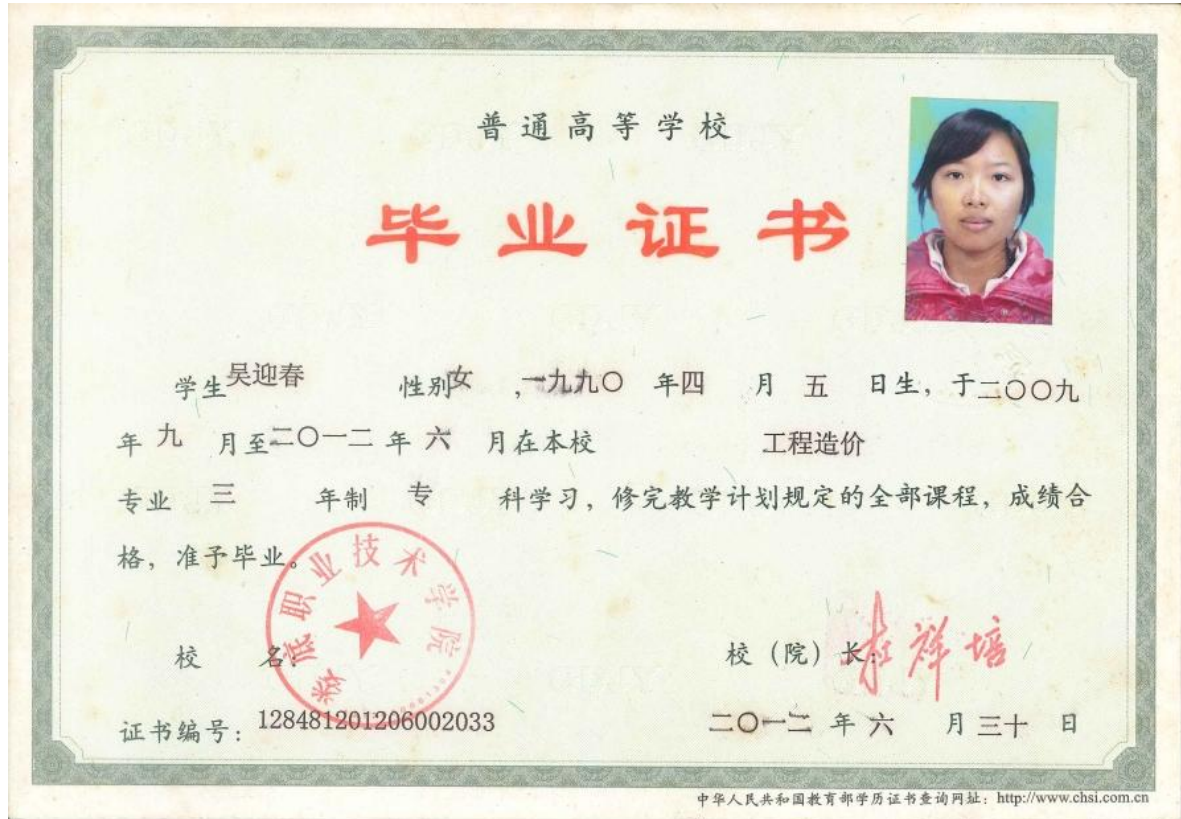 普通高等学校
毕业证书
学生 吴迎春 性别 女 ,一九九〇 年 四 月 五 日生，于 二〇〇九
年 九 月至 二〇一二 年 六 月在本校 工程造价
专业 三 年制 专 科学习，修完教学计划规定的全部课程，成绩合
格，准予毕业。
娄底职业技术学院
校 名：
校（院）长：
祥培
证书编号：128481201206002033
二〇一二 年 六 月 三十 日
中华人民共和国教育部学历证书查询网址：http://www.chsi.com.cn